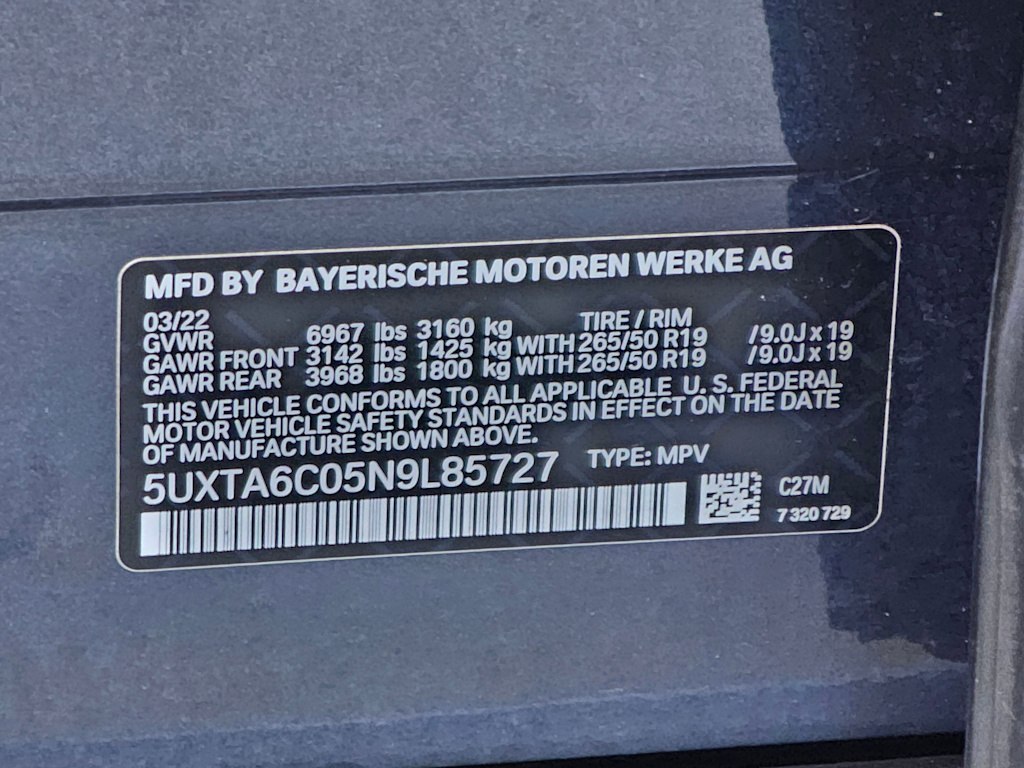 MFD BY BAYERISCHE MOTOREN WERKE AG
03/22 TIRE / RIM
GVWR 6967 lbs 3160 kg
GAWR FRONT 3142 lbs 1425 kg WITH 265/50 R19 /9.0J x 19
GAWR REAR 3968 lbs 1800 kg WITH 265/50 R19 /9.0J x 19
THIS VEHICLE CONFORMS TO ALL APPLICABLE U. S. FEDERAL
MOTOR VEHICLE SAFETY STANDARDS IN EFFECT ON THE DATE
OF MANUFACTURE SHOWN ABOVE.
5UXTA6C05N9L85727 TYPE: MPV
C27M
7 320 729